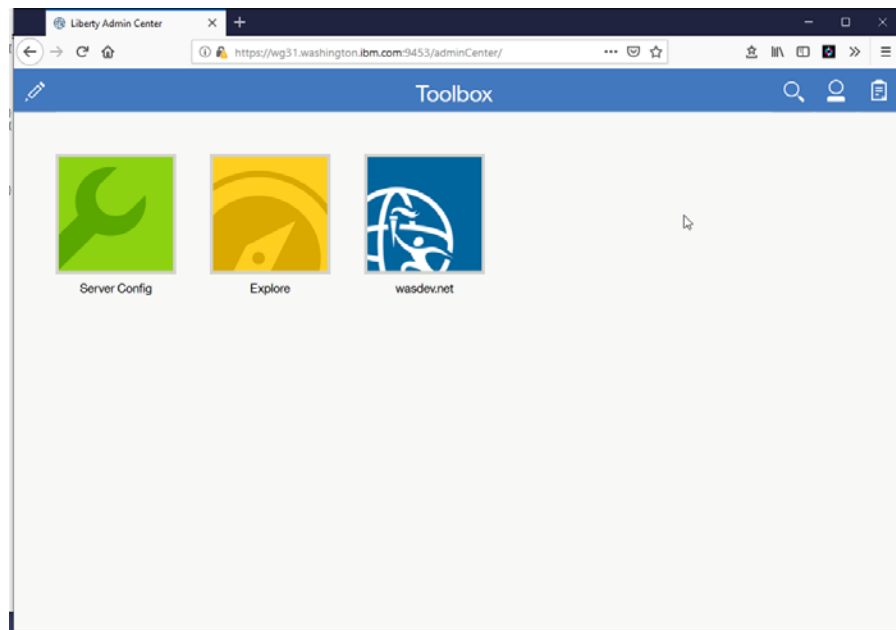 Liberty Admin Center
https://wg31.washington.ibm.com:9453/adminCenter/
Toolbox
Server Config
Explore
wasdev.net